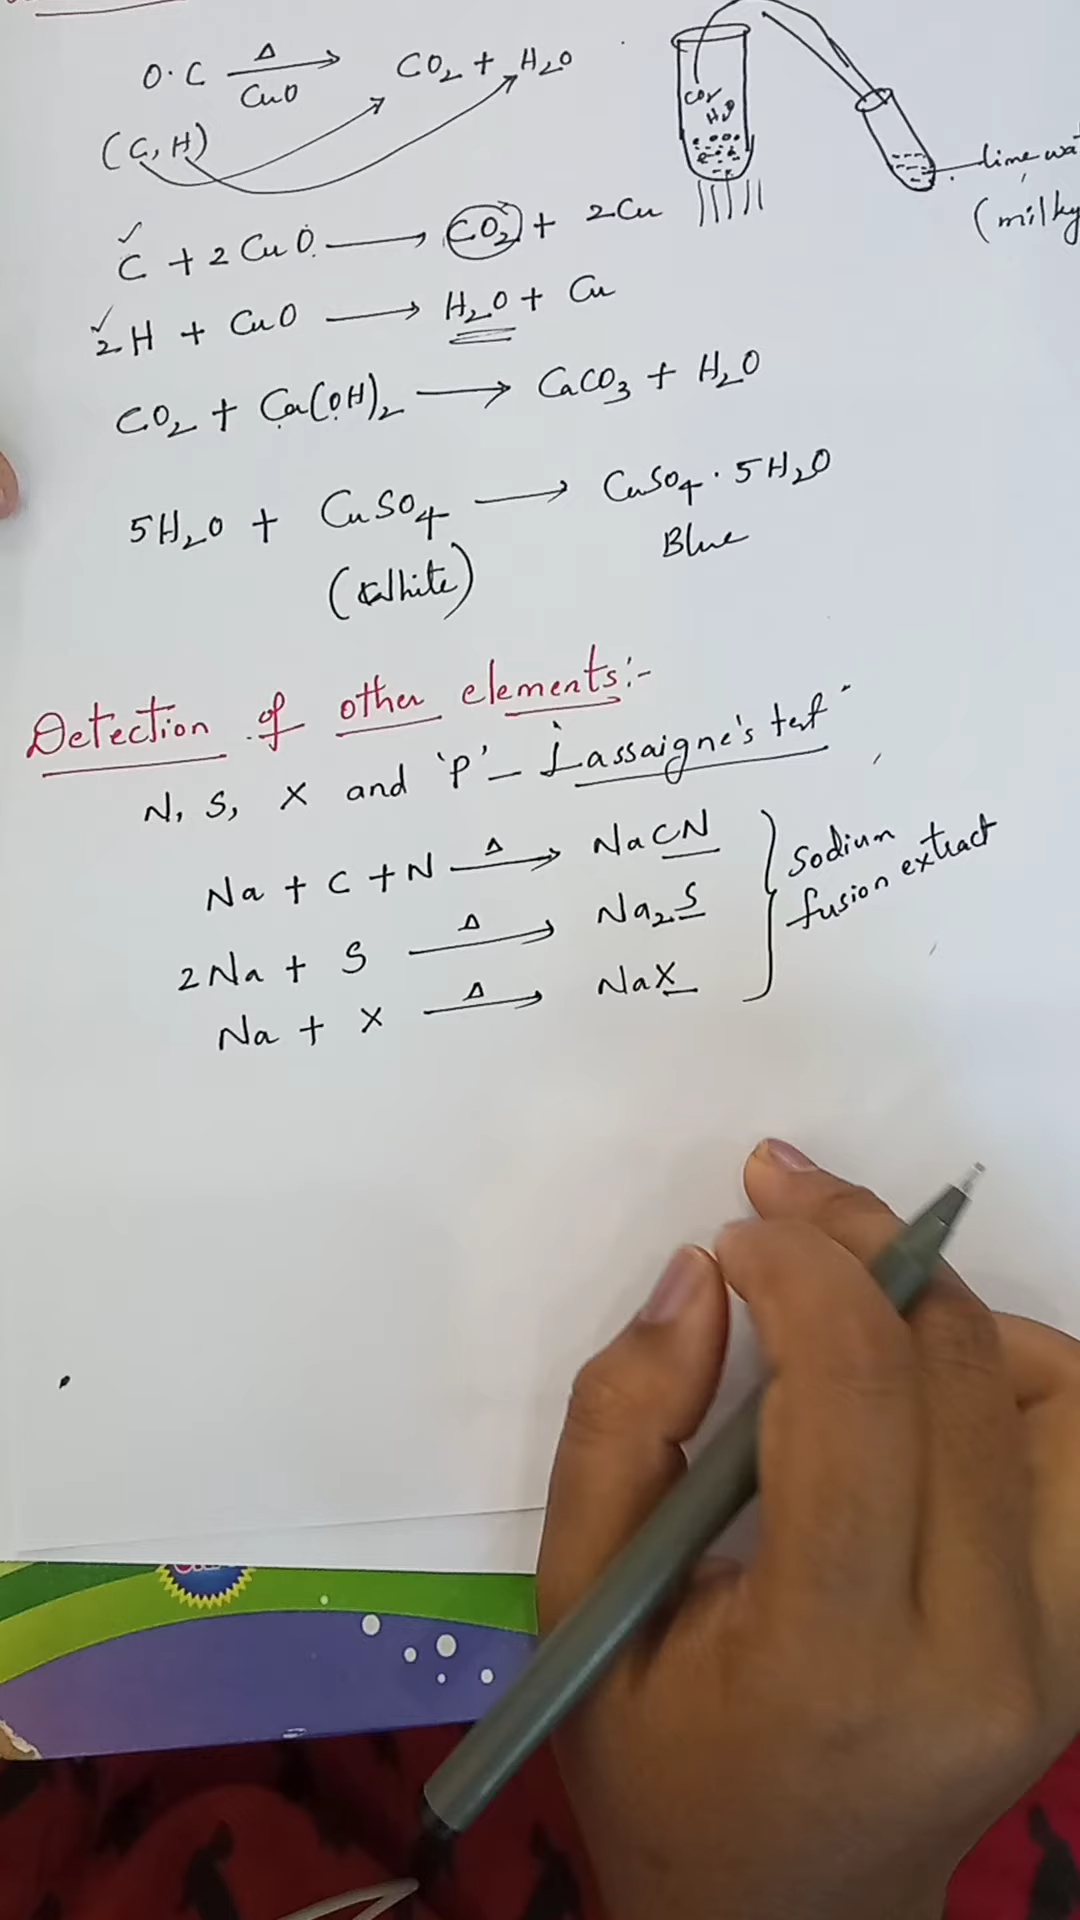 O.C —Δ/CuO→ CO₂ + H₂O
(C, H)
CO₂
H₂O
lime wa
(milky
C + 2CuO → CO₂ + 2Cu
2H + CuO → H₂O + Cu
CO₂ + Ca(OH)₂ → CaCO₃ + H₂O
5H₂O + CuSO₄ → CuSO₄·5H₂O
(White) Blue
Detection of other elements:-
N, S, X and 'P' – Lassaigne's test
Na + C + N —Δ→ NaCN
2Na + S —Δ→ Na₂S
Na + X —Δ→ NaX
Sodium
fusion extract